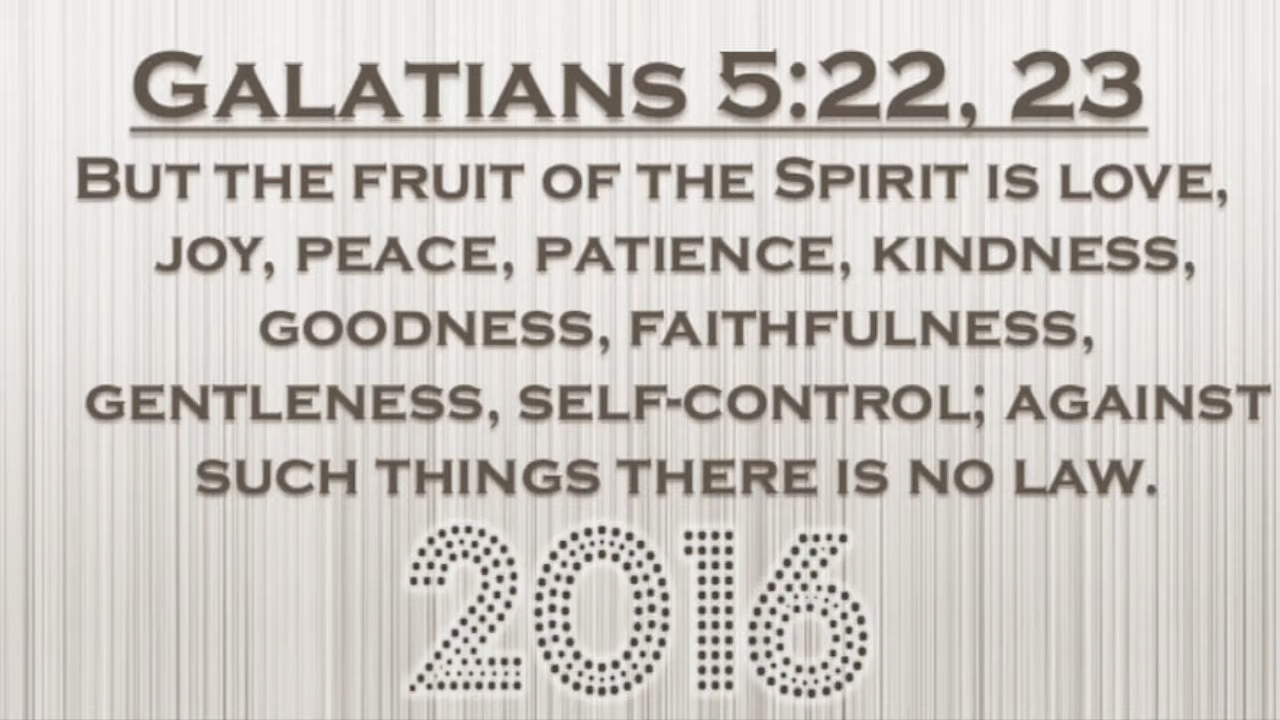 Galatians 5:22, 23
But the fruit of the Spirit is love,
joy, peace, patience, kindness,
goodness, faithfulness,
gentleness, self-control; against
such things there is no law.
2016